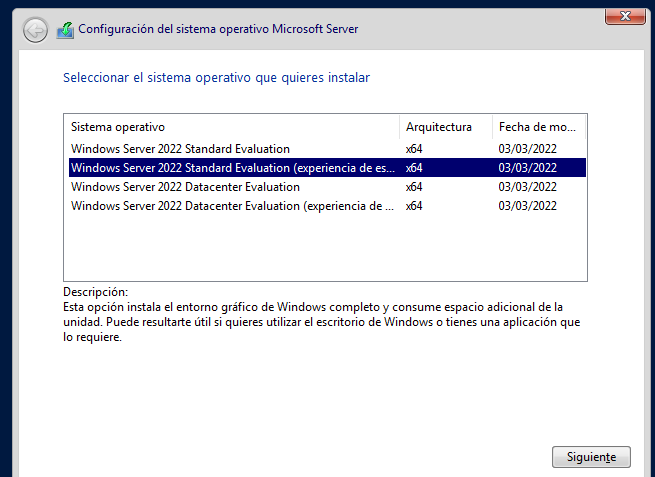 Configuración del sistema operativo Microsoft Server
Seleccionar el sistema operativo que quieres instalar
Sistema operativo Arquitectura Fecha de mo...
Windows Server 2022 Standard Evaluation x64 03/03/2022
Windows Server 2022 Standard Evaluation (experiencia de es... x64 03/03/2022
Windows Server 2022 Datacenter Evaluation x64 03/03/2022
Windows Server 2022 Datacenter Evaluation (experiencia de ... x64 03/03/2022
Descripción:
Esta opción instala el entorno gráfico de Windows completo y consume espacio adicional de la
unidad. Puede resultarte útil si quieres utilizar el escritorio de Windows o tienes una aplicación que
lo requiere.
Siguiente